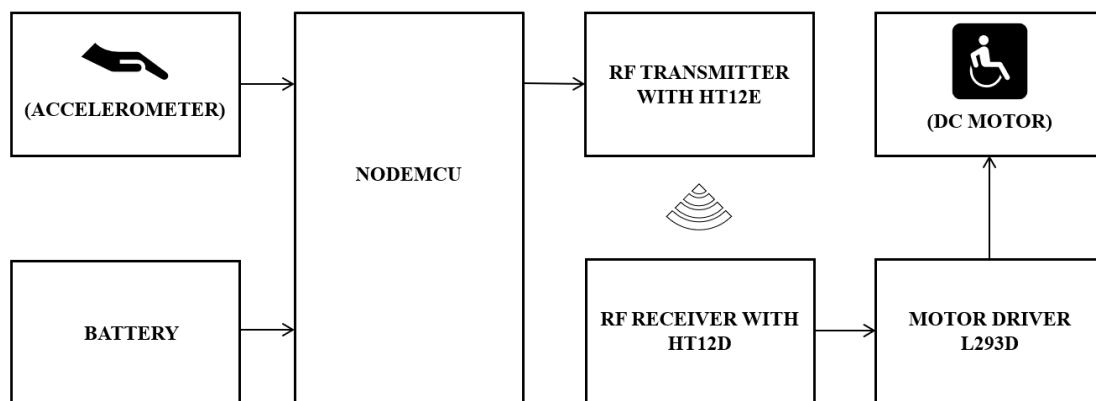 (ACCELEROMETER)
NODEMCU
RF TRANSMITTER
WITH HT12E
(DC MOTOR)
BATTERY
RF RECEIVER WITH
HT12D
MOTOR DRIVER
L293D